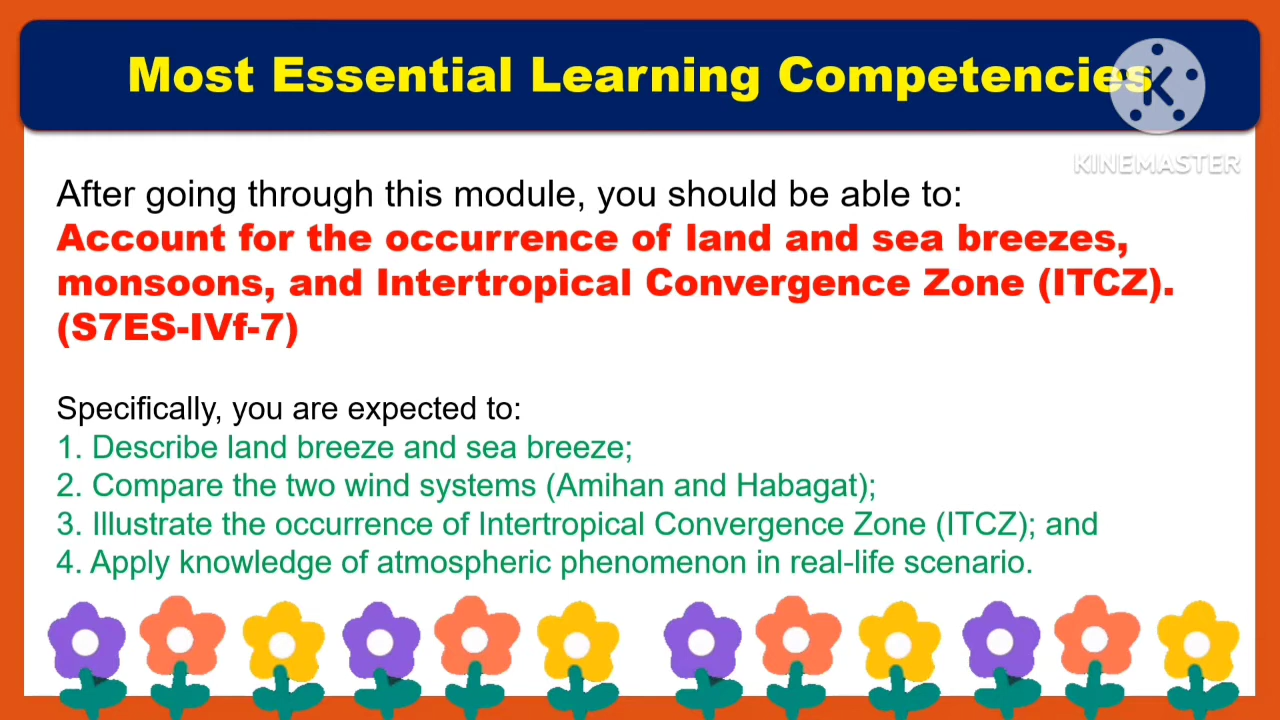 Most Essential Learning Competencies
K
KINEMASTER
After going through this module, you should be able to:
Account for the occurrence of land and sea breezes,
monsoons, and Intertropical Convergence Zone (ITCZ).
(S7ES-IVf-7)
Specifically, you are expected to:
1. Describe land breeze and sea breeze;
2. Compare the two wind systems (Amihan and Habagat);
3. Illustrate the occurrence of Intertropical Convergence Zone (ITCZ); and
4. Apply knowledge of atmospheric phenomenon in real-life scenario.